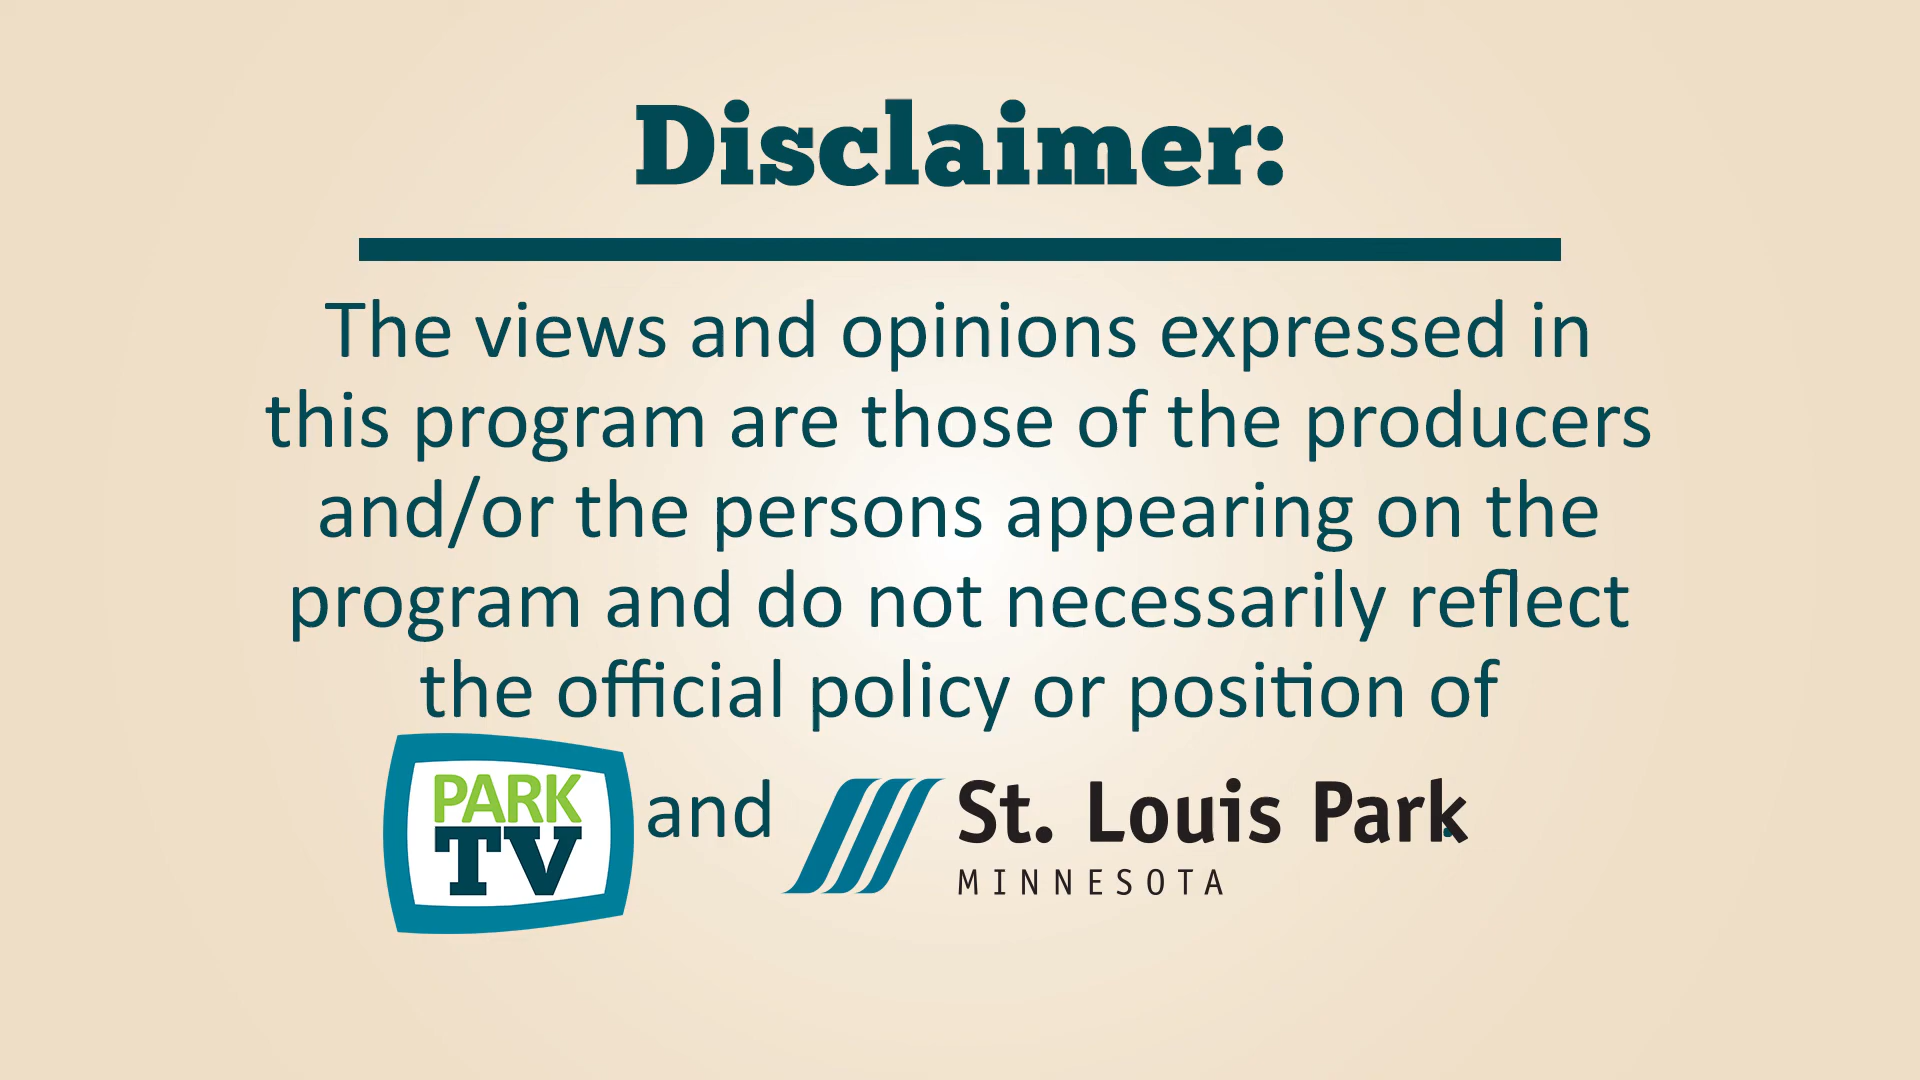 Disclaimer:
The views and opinions expressed in
this program are those of the producers
and/or the persons appearing on the
program and do not necessarily reflect
the official policy or position of
PARK
TV
and
St. Louis Park.
MINNESOTA